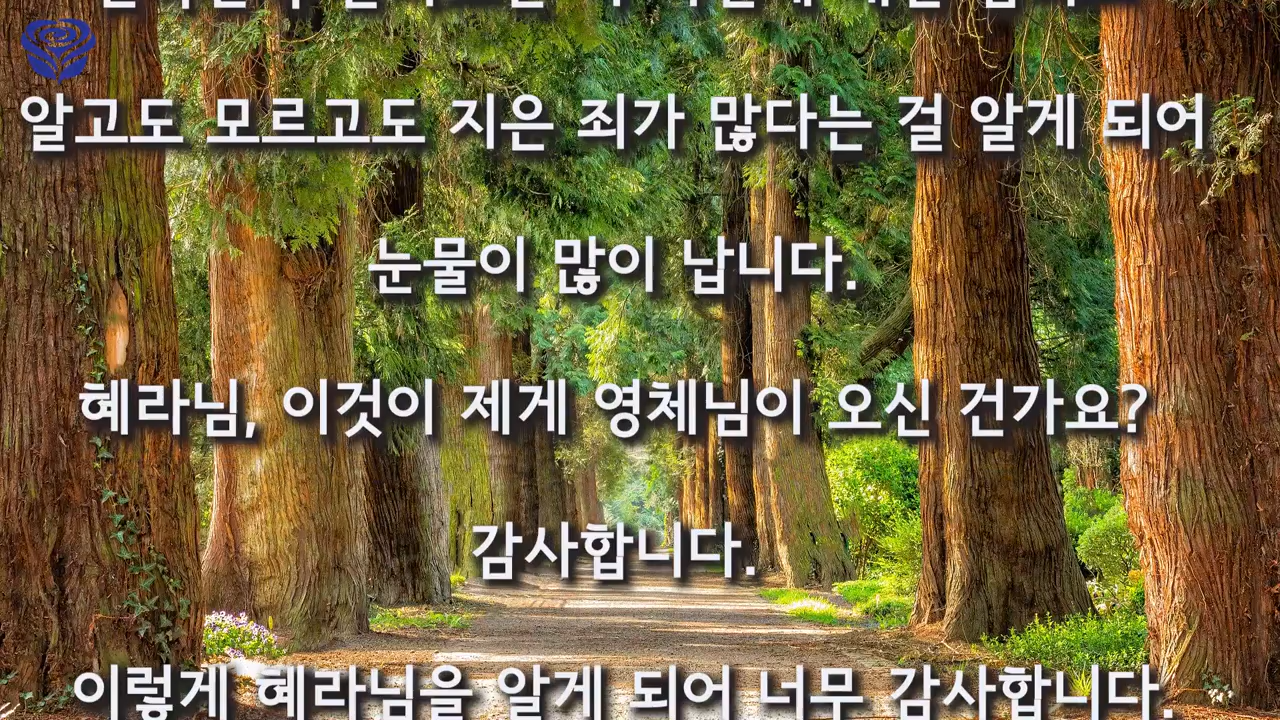 알고도 모르고도 지은 죄가 많다는 걸 알게 되어
눈물이 많이 납니다.
혜라님, 이것이 제게 영체님이 오신 건가요?
감사합니다.
이렇게 혜라님을 알게 되어 너무 감사합니다.